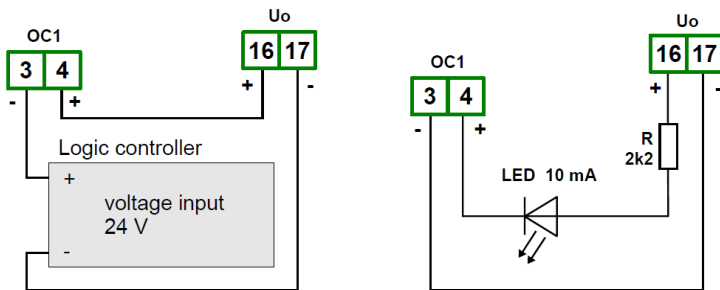 Uo
OC1
16 17
3 4
+ -
- +
Logic controller
+
voltage input
24 V
-
Uo
16 17
OC1
+ -
3 4
- +
R
2k2
LED 10 mA